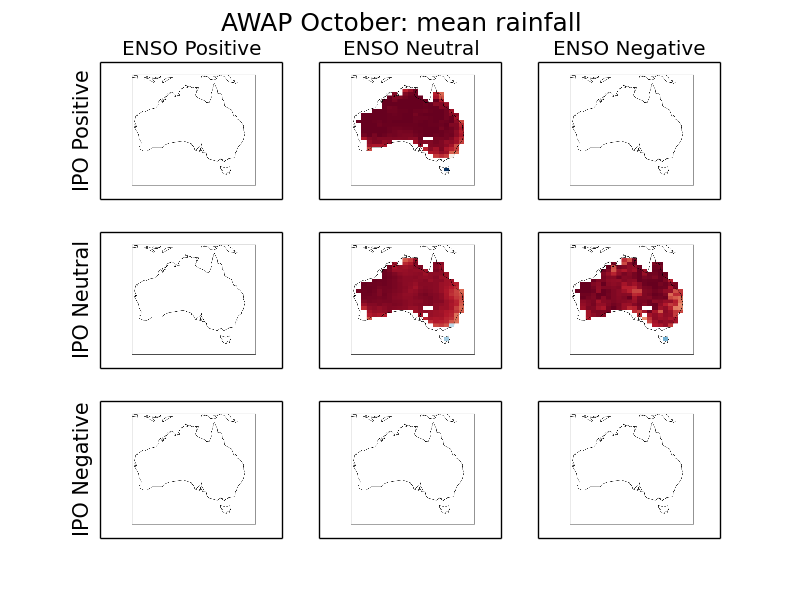 AWAP October: mean rainfall
ENSO Positive ENSO Neutral ENSO Negative
IPO Positive
IPO Neutral
IPO Negative